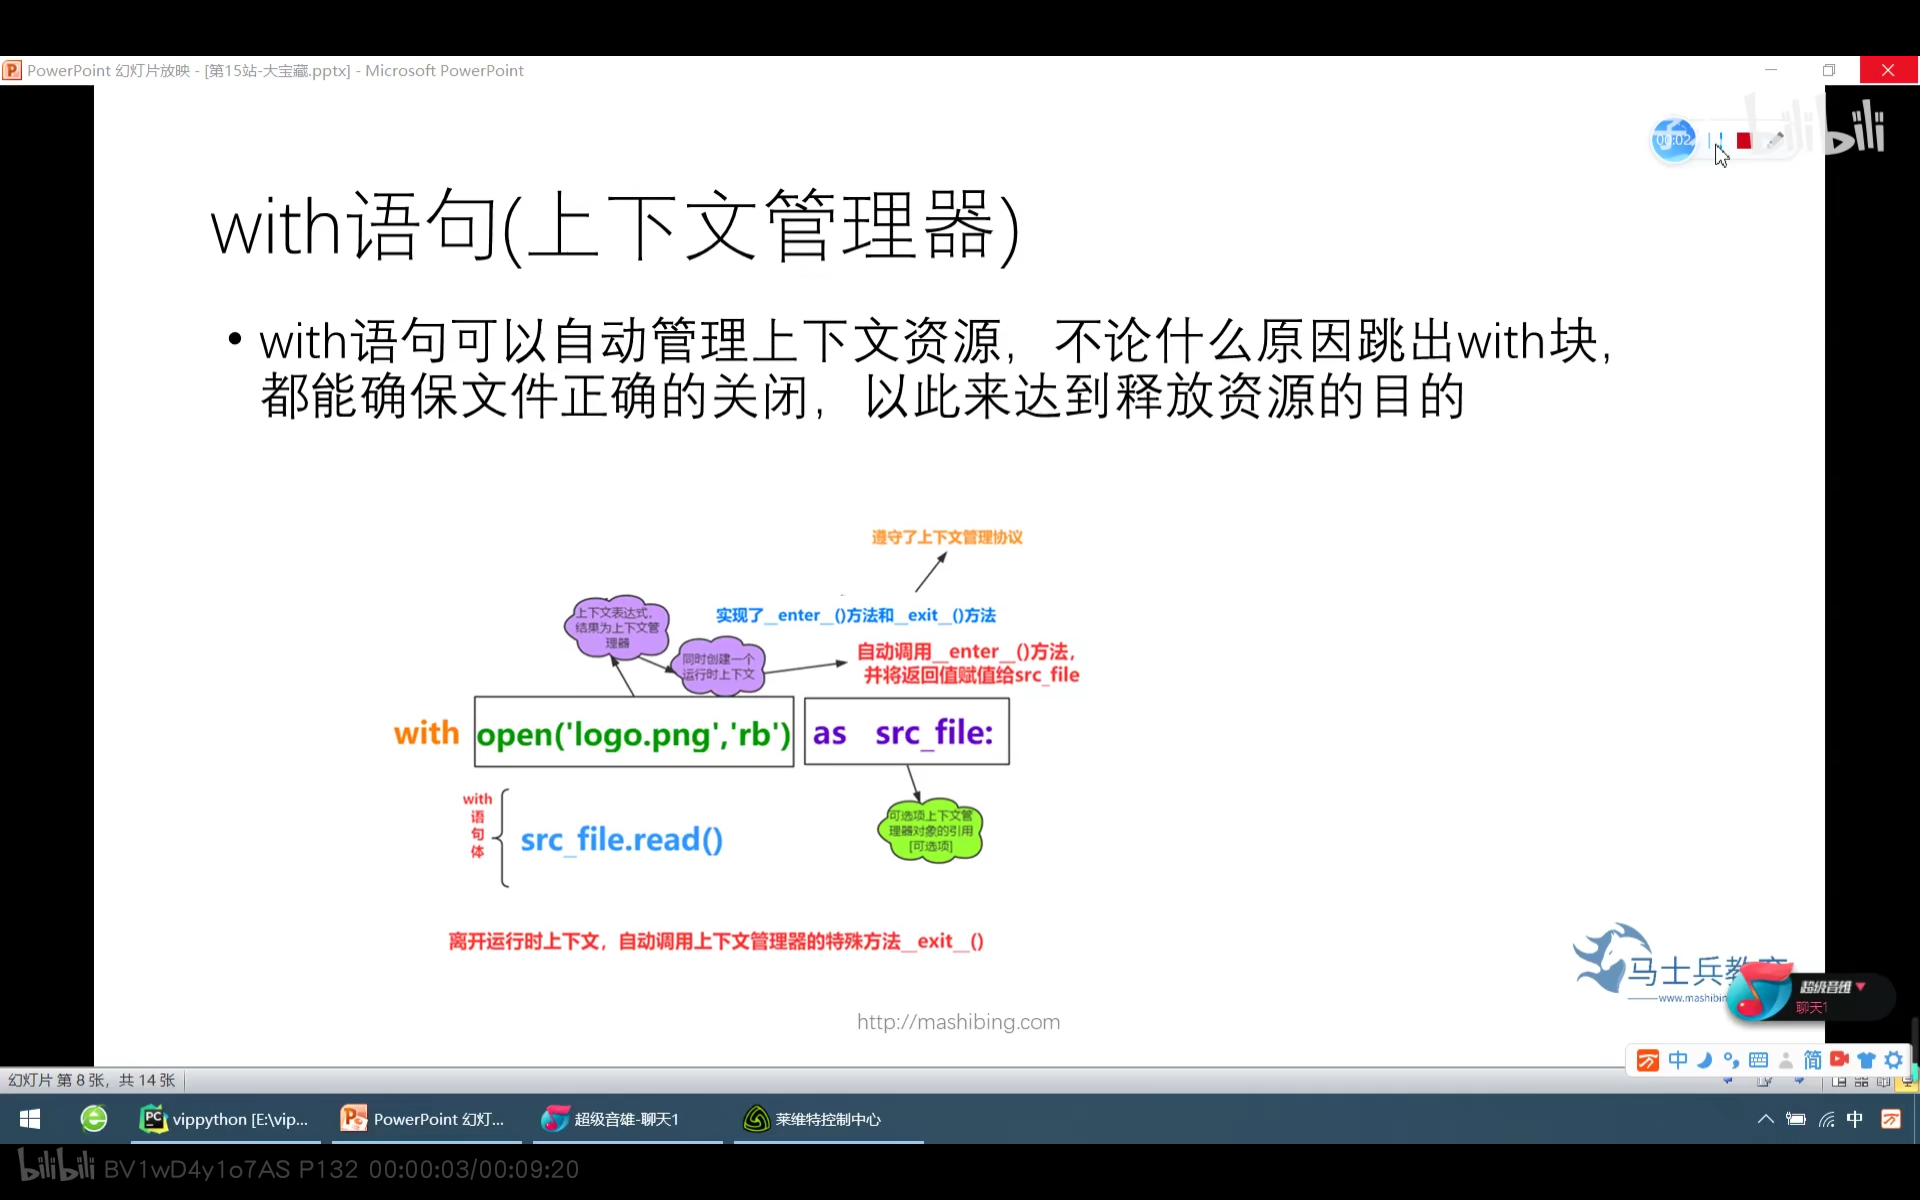 PowerPoint 幻灯片放映 - [第15站-大宝藏.pptx] - Microsoft PowerPoint
bilibili
00:02
with语句(上下文管理器)
• with语句可以自动管理上下文资源，不论什么原因跳出with块，
都能确保文件正确的关闭，以此来达到释放资源的目的
遵守了上下文管理协议
实现了__enter__()方法和__exit__()方法
上下文表达式，
结果为上下文管
理器
同时创建一个
运行时上下文
自动调用__enter__()方法，
并将返回值赋值给src_file
with open('logo.png','rb') as src_file:
with
语
句
体
src_file.read()
可选项上下文管
理器对象的引用
[可选项]
离开运行时上下文，自动调用上下文管理器的特殊方法__exit__()
马士兵教育
www.mashibin
超级音雄
聊天1
http://mashibing.com
中 简
幻灯片 第 8 张，共 14 张
vippython [E:\vip...
PowerPoint 幻灯...
超级音雄-聊天1
莱维特控制中心
中
bilibili BV1wD4y1o7AS P132 00:00:03/00:09:20